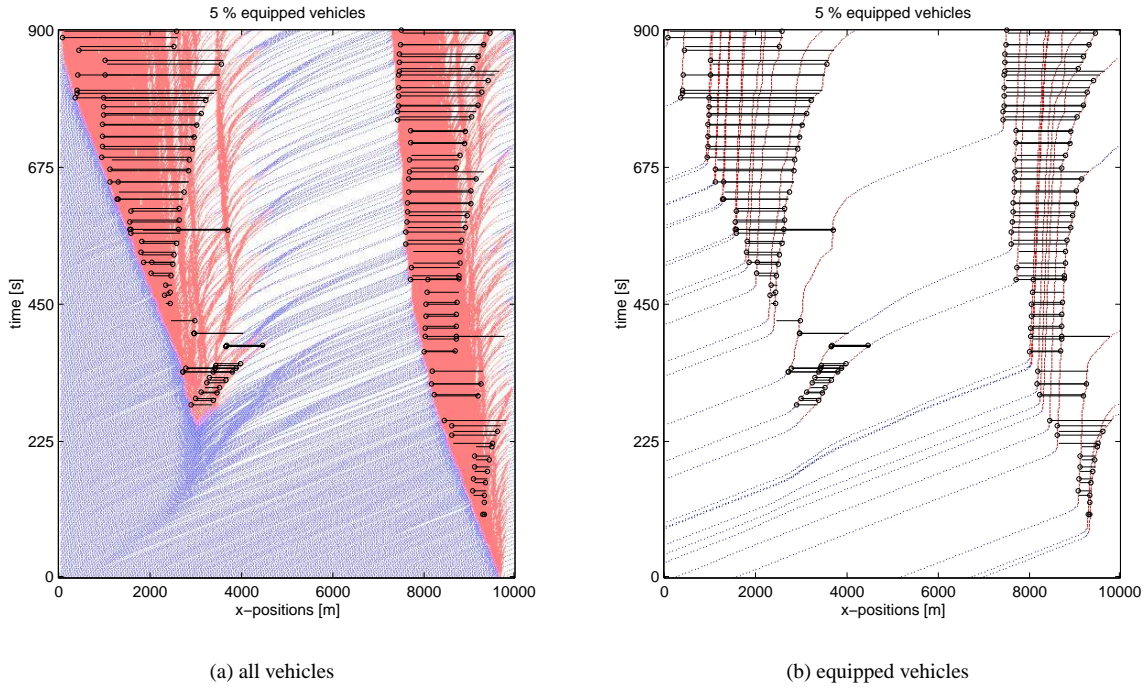 5 % equipped vehicles
900
675
450
225
0
time [s]
0
2000
4000
6000
8000
10000
x−positions [m]
(a) all vehicles
5 % equipped vehicles
900
675
450
225
0
time [s]
0
2000
4000
6000
8000
10000
x−positions [m]
(b) equipped vehicles